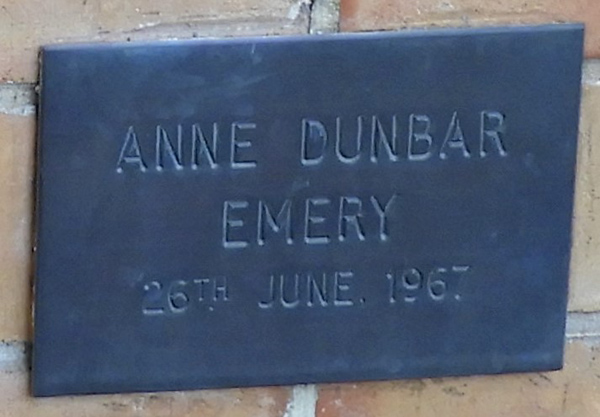 ANNE DUNBAR
EMERY
26TH JUNE. 1967.